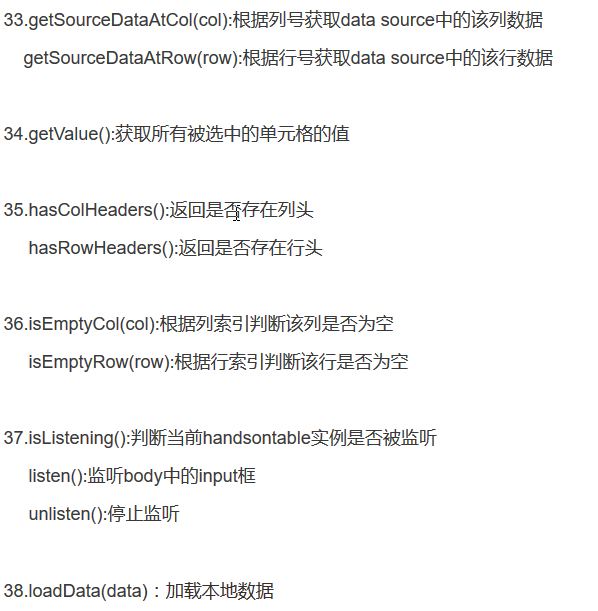 33.getSourceDataAtCol(col):根据列号获取data source中的该列数据
getSourceDataAtRow(row):根据行号获取data source中的该行数据
34.getValue():获取所有被选中的单元格的值
35.hasColHeaders():返回是否存在列头
hasRowHeaders():返回是否存在行头
36.isEmptyCol(col):根据列索引判断该列是否为空
isEmptyRow(row):根据行索引判断该行是否为空
37.isListening():判断当前handsontable实例是否被监听
listen():监听body中的input框
unlisten():停止监听
38.loadData(data)：加载本地数据